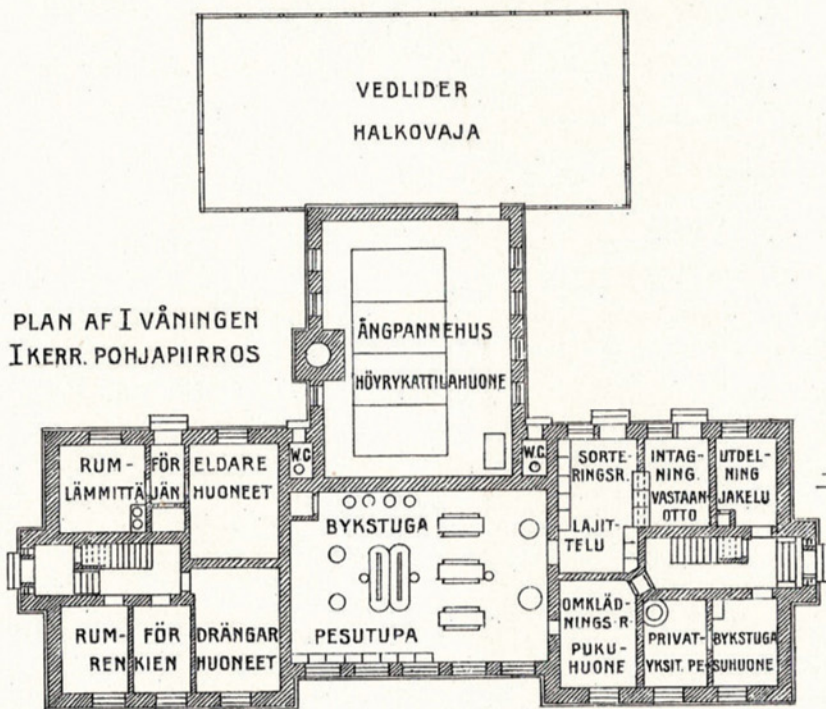 VEDLIDER
HALKOVAJA
PLAN AF I VÅNINGEN
I KERR. POHJAPIIRROS
ÅNGPANNEHUS
HÖYRYKATTILAHUONE
RUM- FÖR ELDARE
LÄMMITTÄ JÄN HUONEET
W.C.
W.C.
SORTE-
RINGSR.
LAJIT-
TELU
INTAG-
NING.
VASTAAN-
OTTO
UTDEL-
NING
JAKELU
BYKSTUGA
PESUTUPA
RUM- FÖR DRÄNGAR
REN KIEN HUONEET
OMKLÄD-
NINGS.R.
PUKU-
HUONE
PRIVAT- BYKSTUGA
YKSIT. PE- SUHUONE